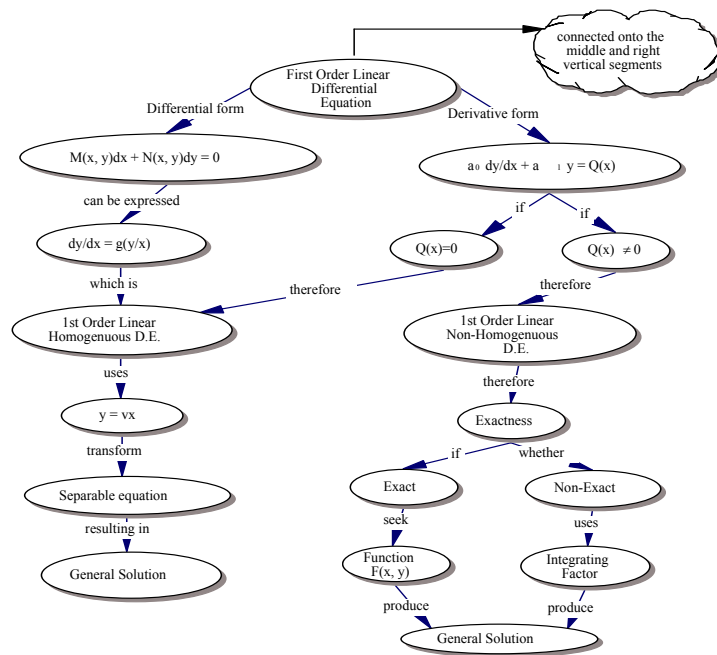 connected onto the
middle and right
vertical segments
First Order Linear
Differential
Equation
Differential form
Derivative form
M(x, y)dx + N(x, y)dy = 0
a₀ dy/dx + a ₁ y = Q(x)
can be expressed
if
if
dy/dx = g(y/x)
Q(x)=0
Q(x) ≠ 0
which is
therefore
therefore
1st Order Linear
Homogenuous D.E.
1st Order Linear
Non-Homogenuous
D.E.
uses
therefore
y = vx
Exactness
transform
if
whether
Separable equation
Exact
Non-Exact
resulting in
seek
uses
General Solution
Function
F(x, y)
Integrating
Factor
produce
produce
General Solution